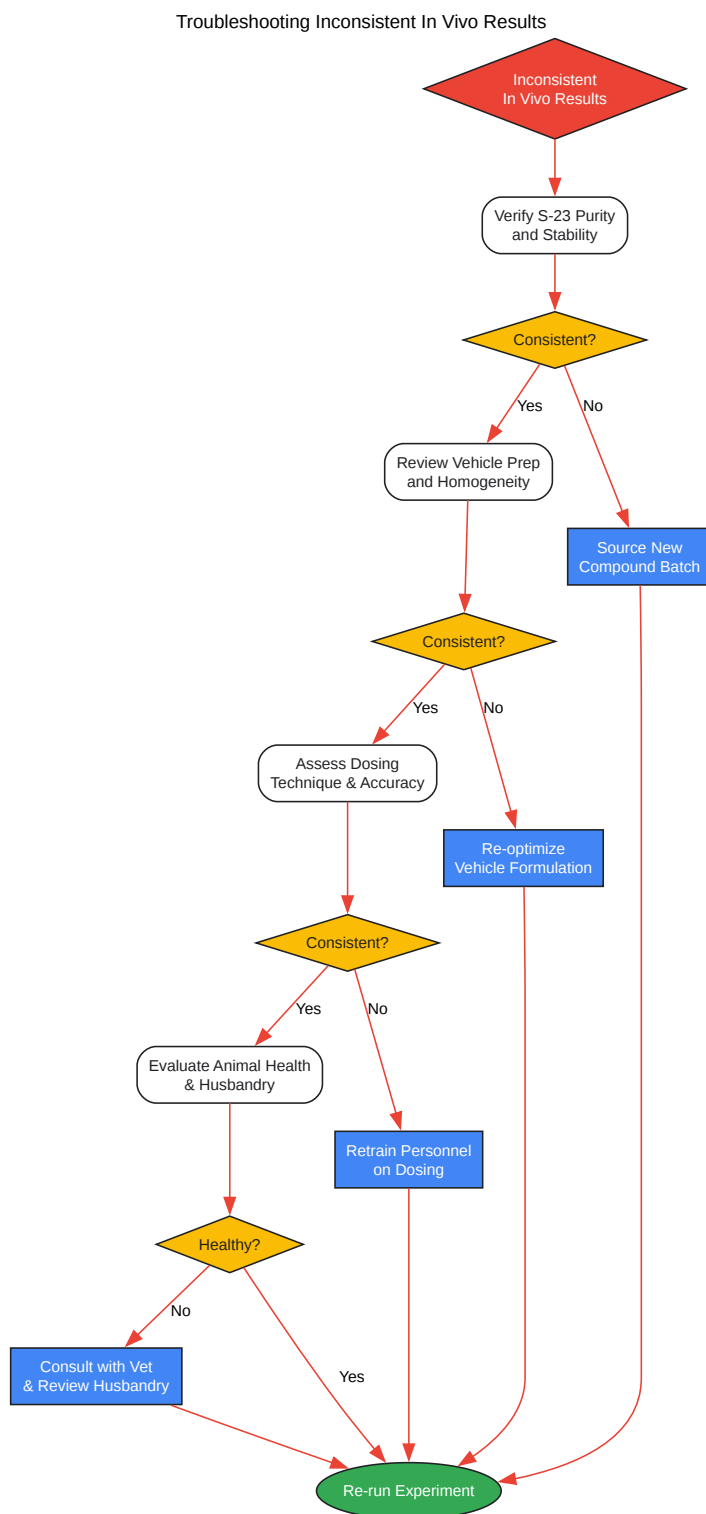 Troubleshooting Inconsistent In Vivo Results
Inconsistent
In Vivo Results
Verify S-23 Purity
and Stability
Consistent?
Yes
No
Review Vehicle Prep
and Homogeneity
Source New
Compound Batch
Consistent?
Yes
No
Assess Dosing
Technique & Accuracy
Re-optimize
Vehicle Formulation
Consistent?
Yes
No
Evaluate Animal Health
& Husbandry
Retrain Personnel
on Dosing
Healthy?
No
Yes
Consult with Vet
& Review Husbandry
Re-run Experiment